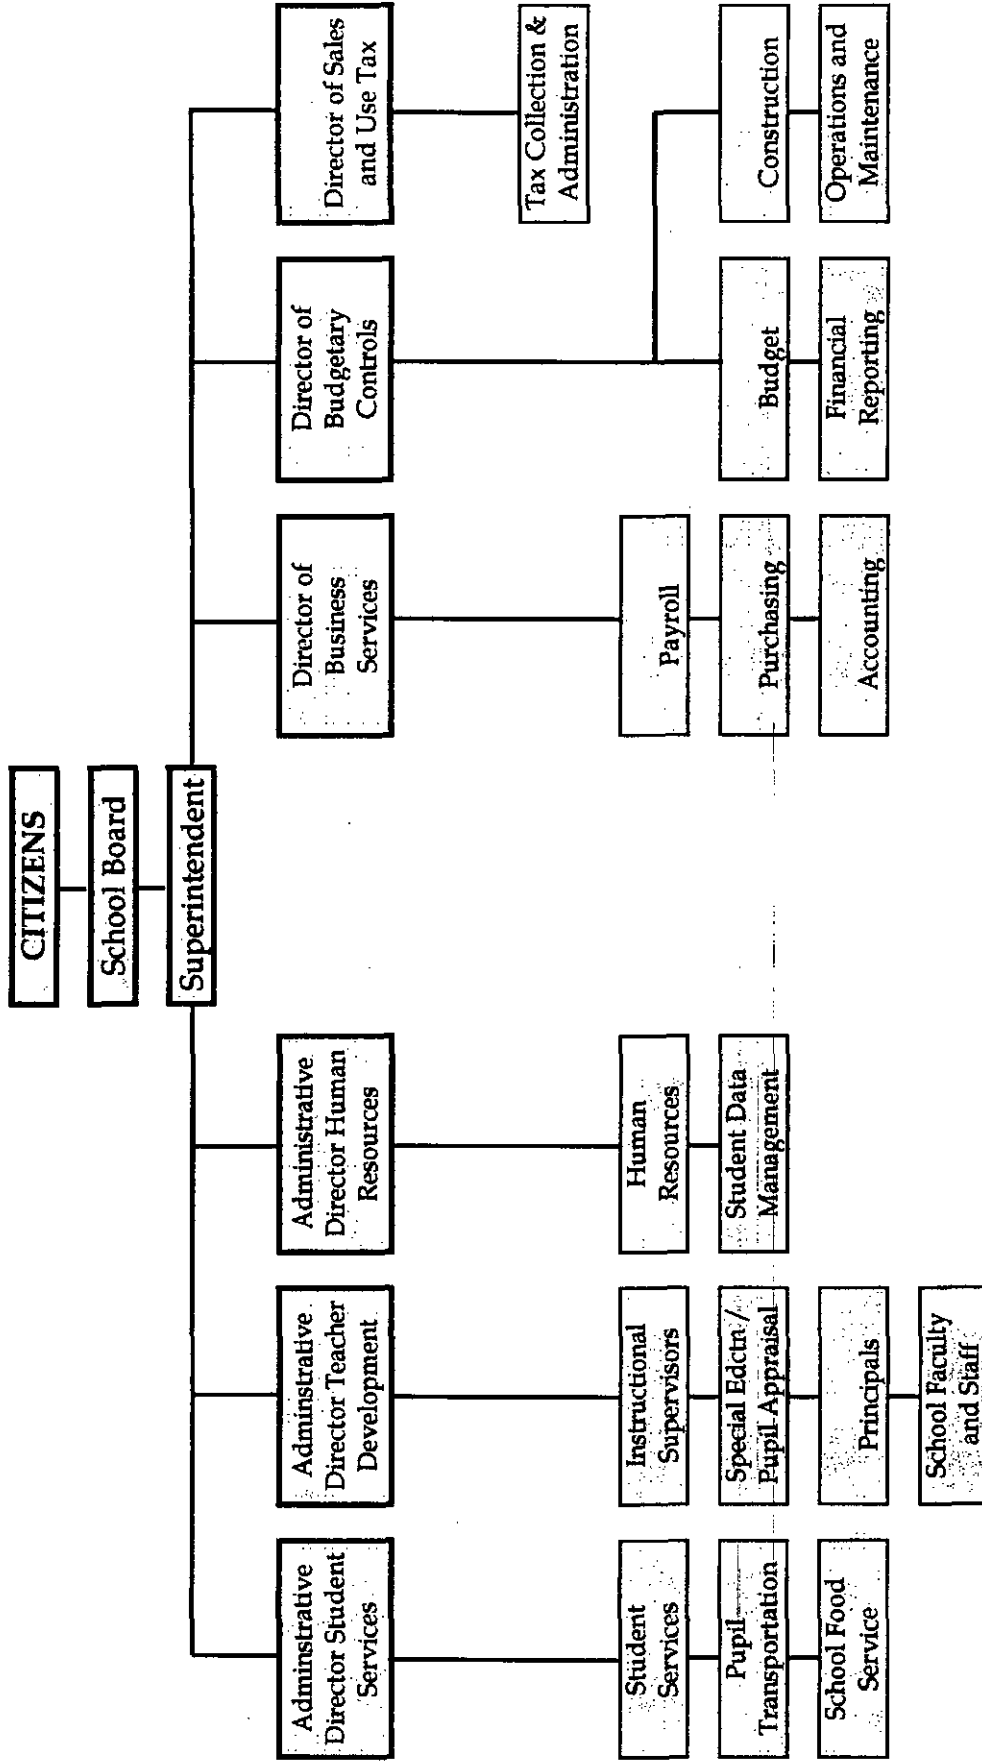 CITIZENS
School Board
Superintendent
Adminstrative
Director Student
Services
Adminstrative
Director Teacher
Development
Administrative
Director Human
Resources
Director of
Business
Services
Director of
Budgetary
Controls
Director of Sales
and Use Tax
Student
Services
Pupil
Transportation
School Food
Service
Instructional
Supervisors
Special Edctn/
Pupil Appraisal
Principals
School Faculty
and Staff
Human
Resources
Student Data
Management
Payroll
Purchasing
Accounting
Budget
Financial
Reporting
Construction
Operations and
Maintenance
Tax Collection &
Administration